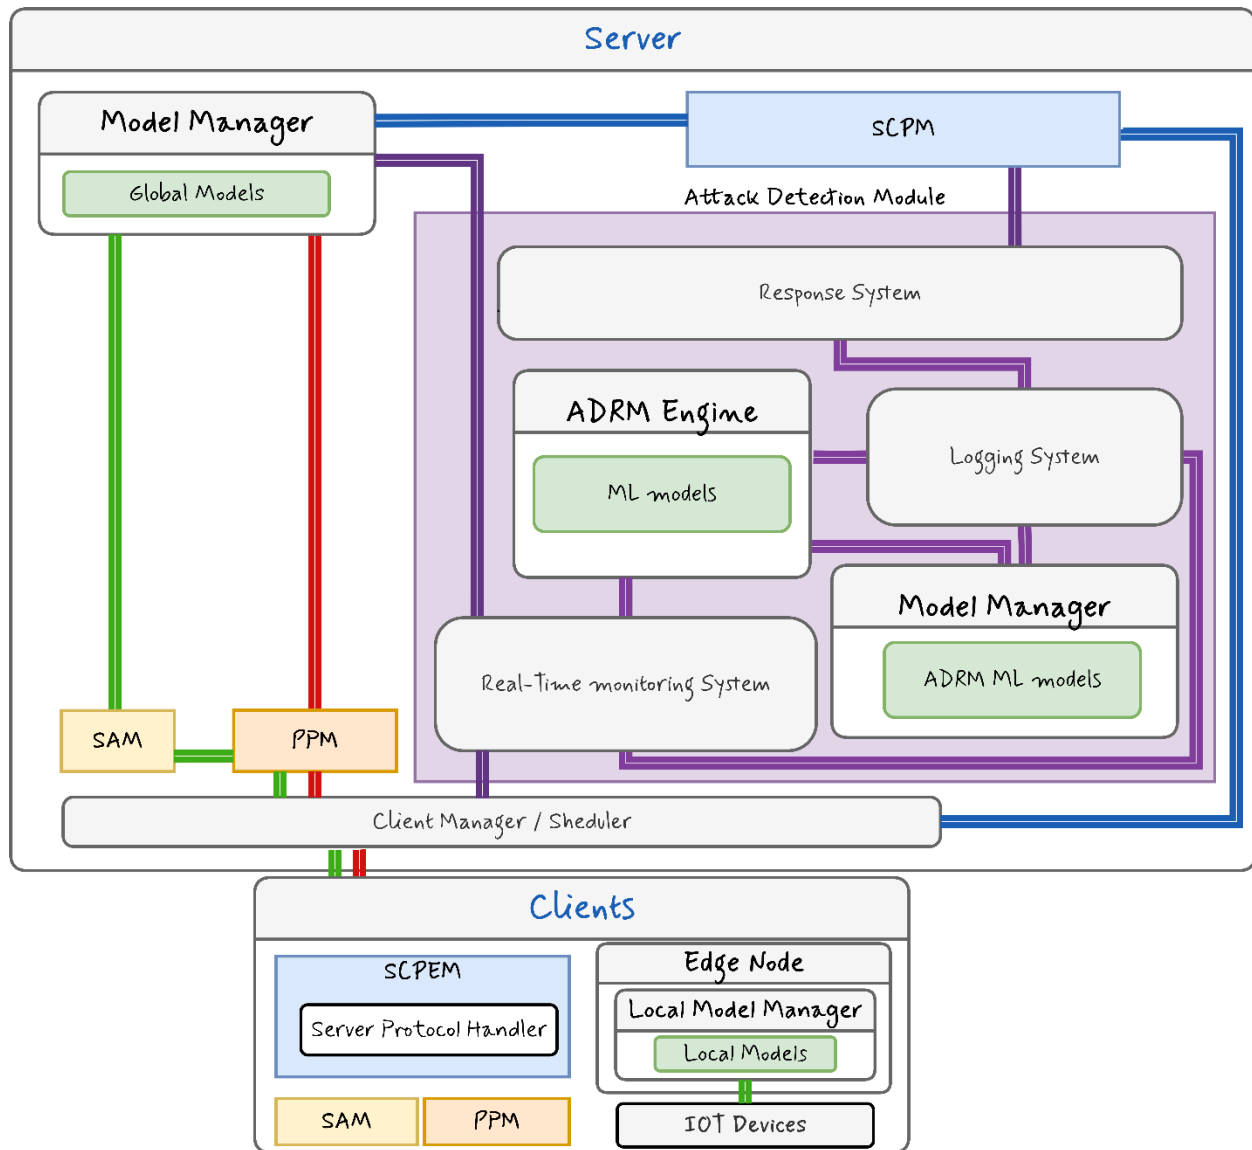 Server
Model Manager
Global Models
SCPM
Attack Detection Module
Response System
ADRM Engine
ML models
Logging System
Model Manager
ADRM ML models
Real-Time monitoring System
SAM
PPM
Client Manager / Sheduler
Clients
SCPEM
Server Protocol Handler
Edge Node
Local Model Manager
Local Models
SAM
PPM
IOT Devices